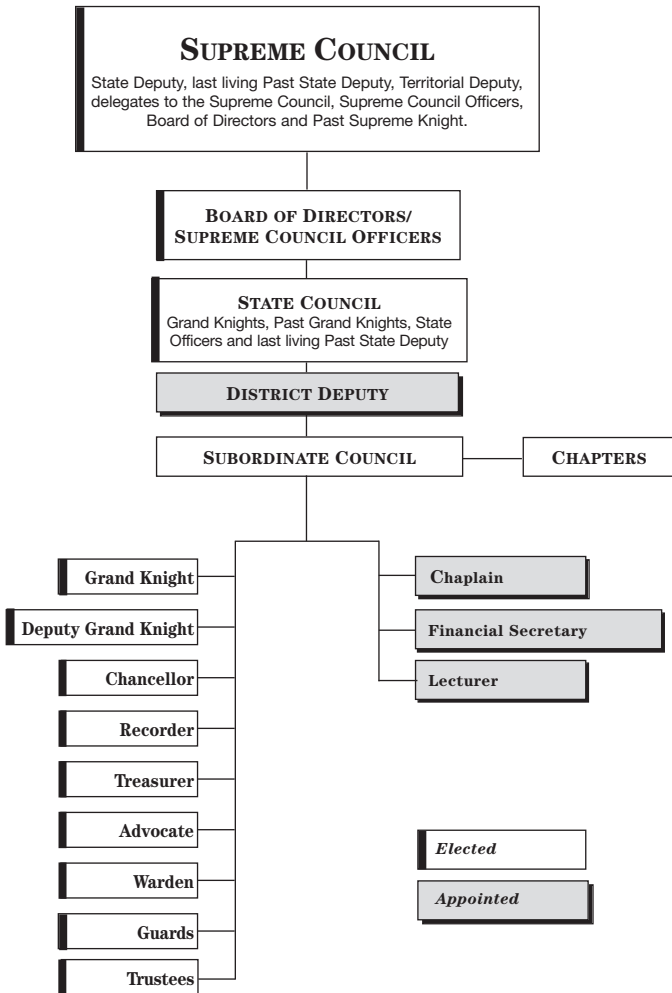 SUPREME COUNCIL
State Deputy, last living Past State Deputy, Territorial Deputy,
delegates to the Supreme Council, Supreme Council Officers,
Board of Directors and Past Supreme Knight.
BOARD OF DIRECTORS/
SUPREME COUNCIL OFFICERS
STATE COUNCIL
Grand Knights, Past Grand Knights, State
Officers and last living Past State Deputy
DISTRICT DEPUTY
SUBORDINATE COUNCIL
CHAPTERS
Grand Knight
Deputy Grand Knight
Chancellor
Recorder
Treasurer
Advocate
Warden
Guards
Trustees
Chaplain
Financial Secretary
Lecturer
Elected
Appointed